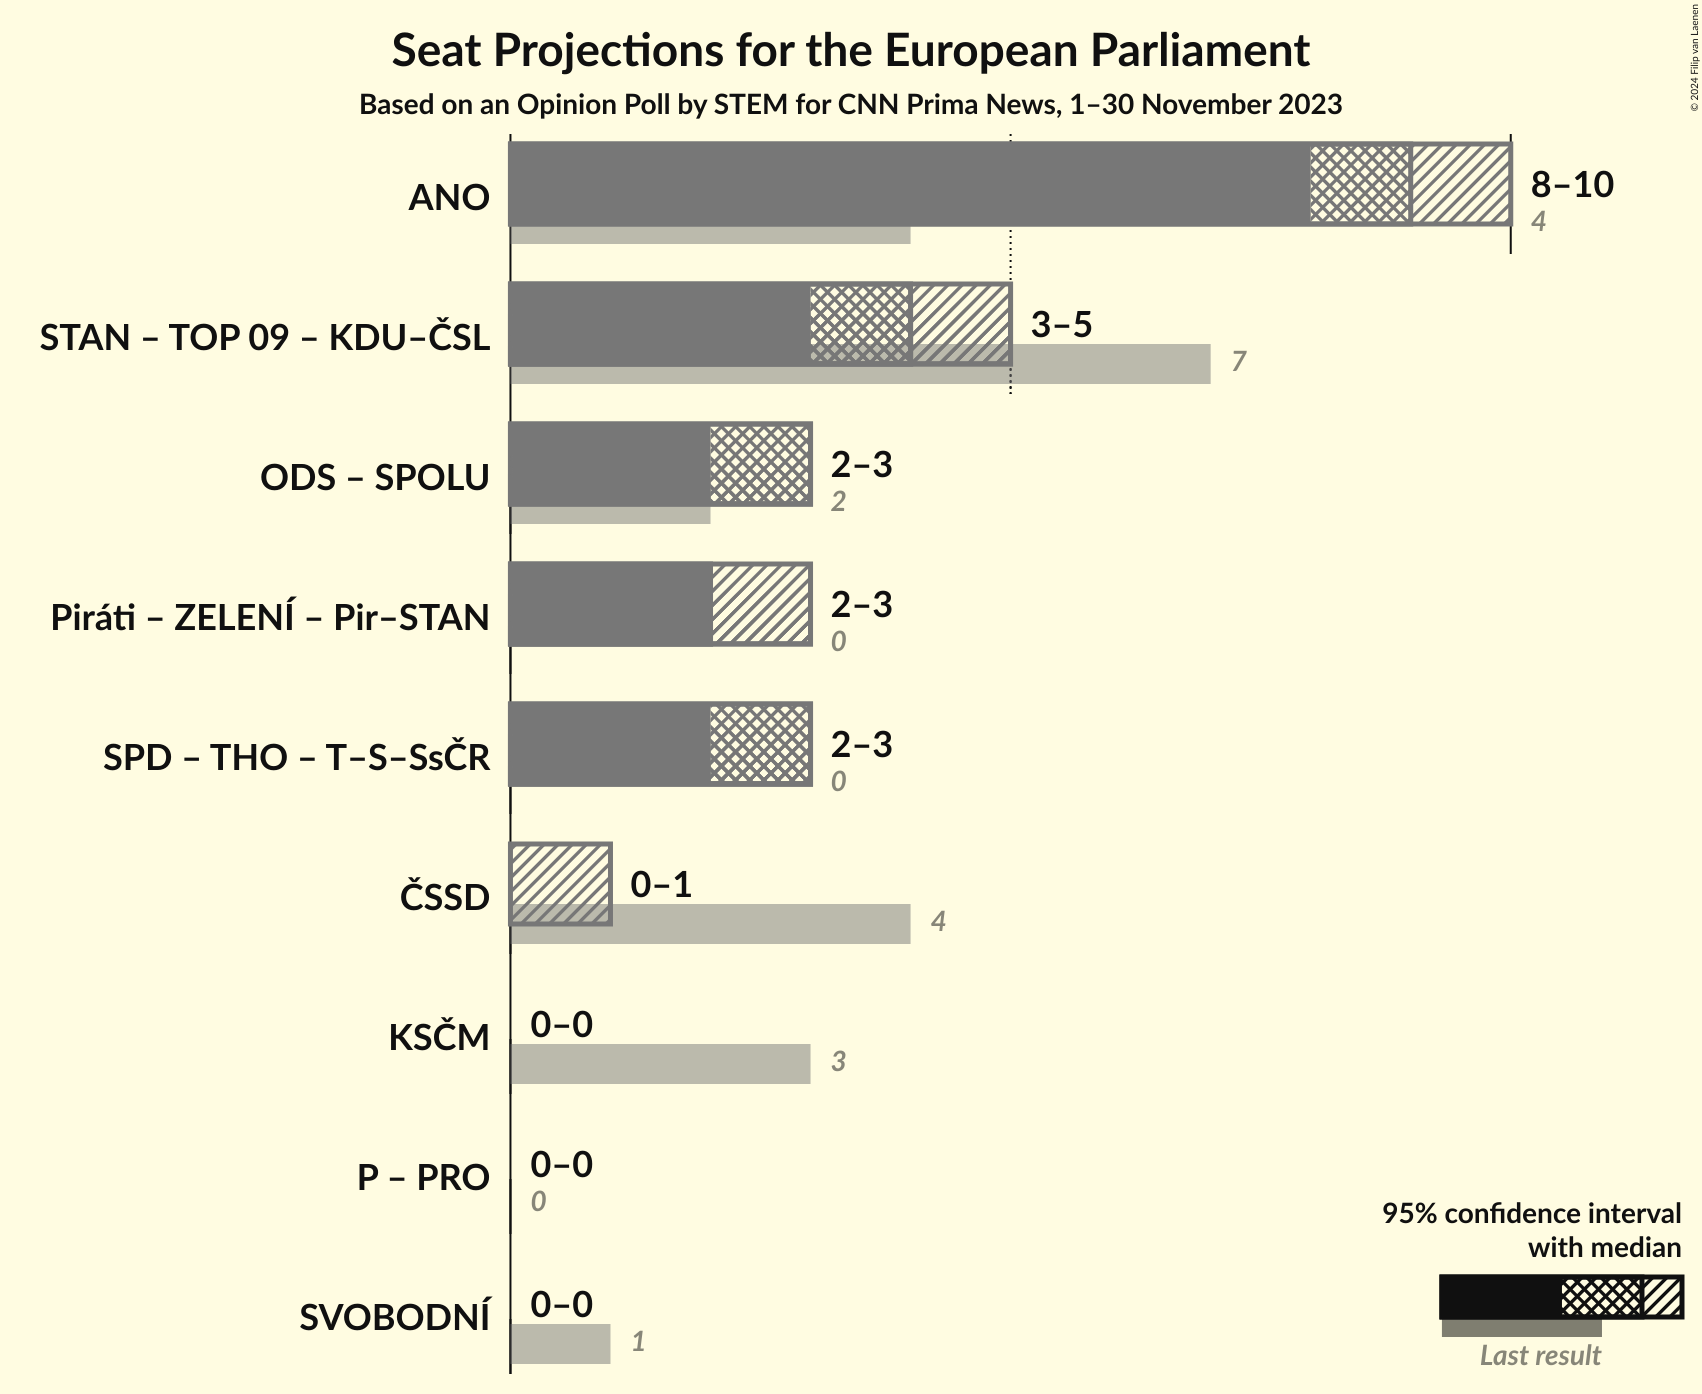 Seat Projections for the European Parliament
Based on an Opinion Poll by STEM for CNN Prima News, 1–30 November 2023
© 2024 Filip van Laenen
ANO
8–10
4
STAN – TOP 09 – KDU–ČSL
3–5
7
ODS – SPOLU
2–3
2
Piráti – ZELENÍ – Pir–STAN
2–3
0
SPD – THO – T–S–SsČR
2–3
0
ČSSD
0–1
4
KSČM
0–0
3
P – PRO
0–0
0
SVOBODNÍ
0–0
1
95% confidence interval
with median
Last result